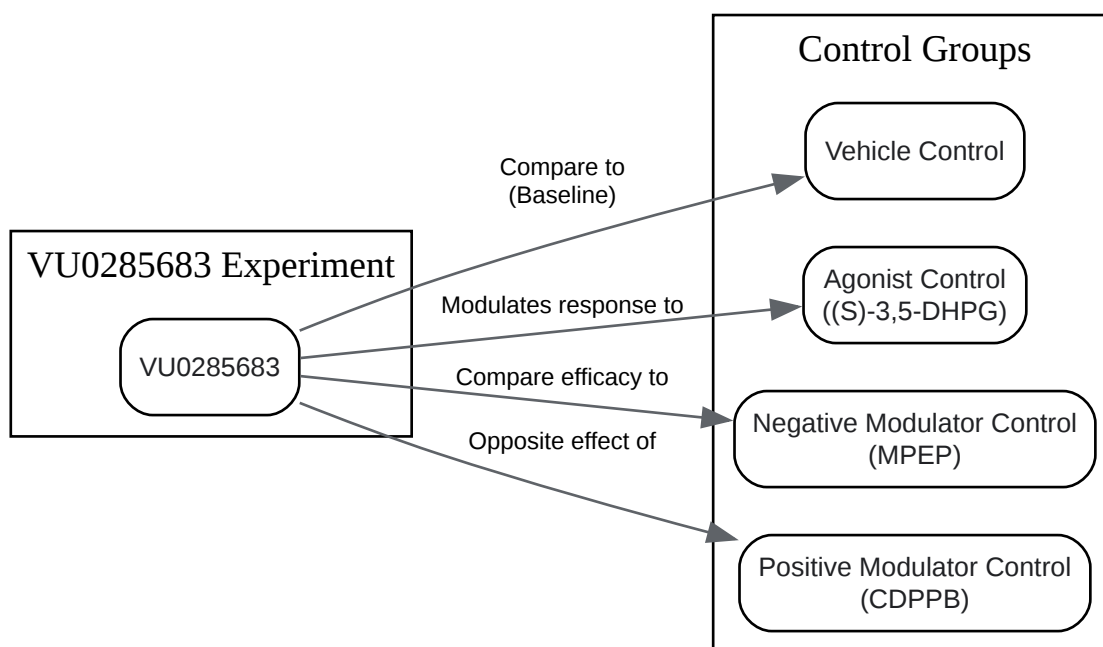 Control Groups
Vehicle Control
Compare to
(Baseline)
VU0285683 Experiment
Agonist Control
((S)-3,5-DHPG)
Modulates response to
VU0285683
Compare efficacy to
Negative Modulator Control
(MPEP)
Opposite effect of
Positive Modulator Control
(CDPPB)